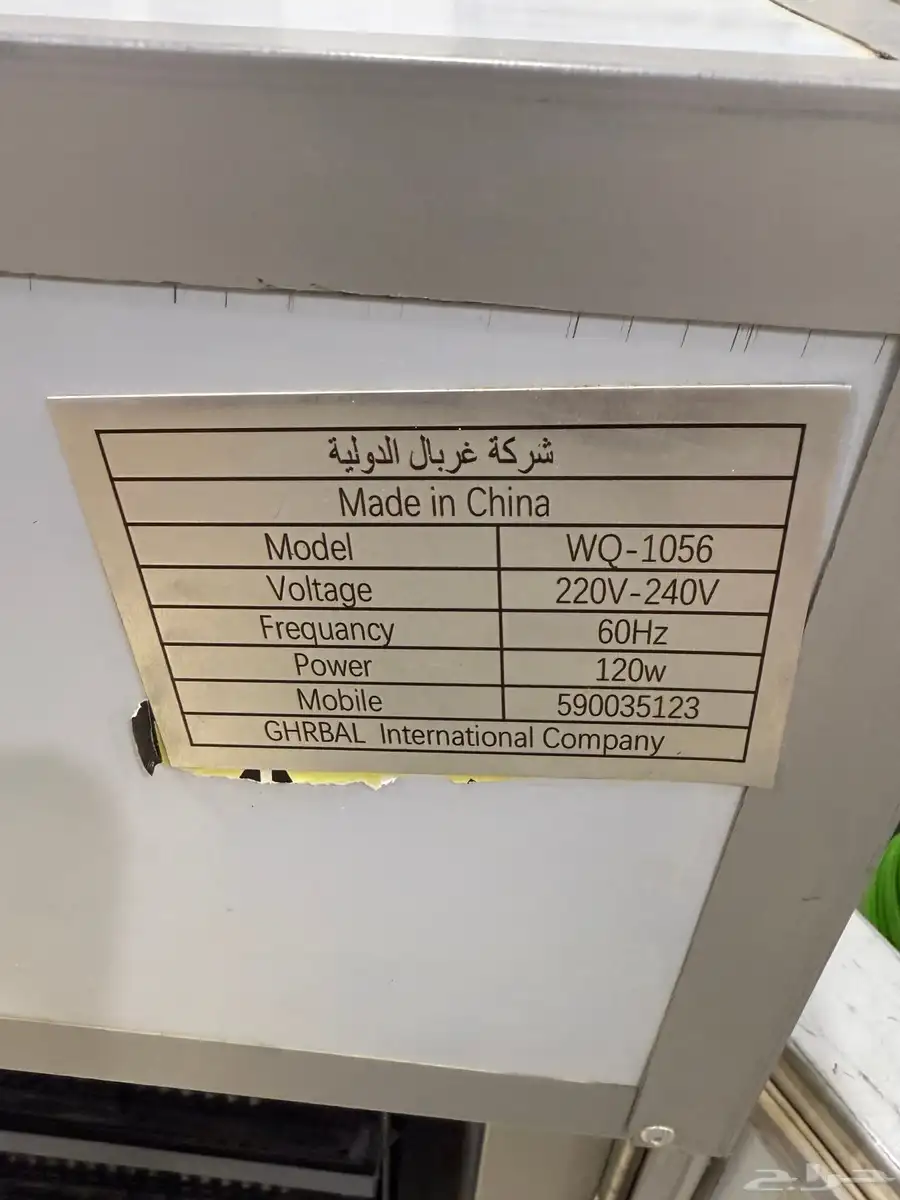 شركة غربال الدولية
Made in China
Model WQ-1056
Voltage 220V-240V
Frequancy 60Hz
Power 120w
Mobile 590035123
GHRBAL International Company
حراج